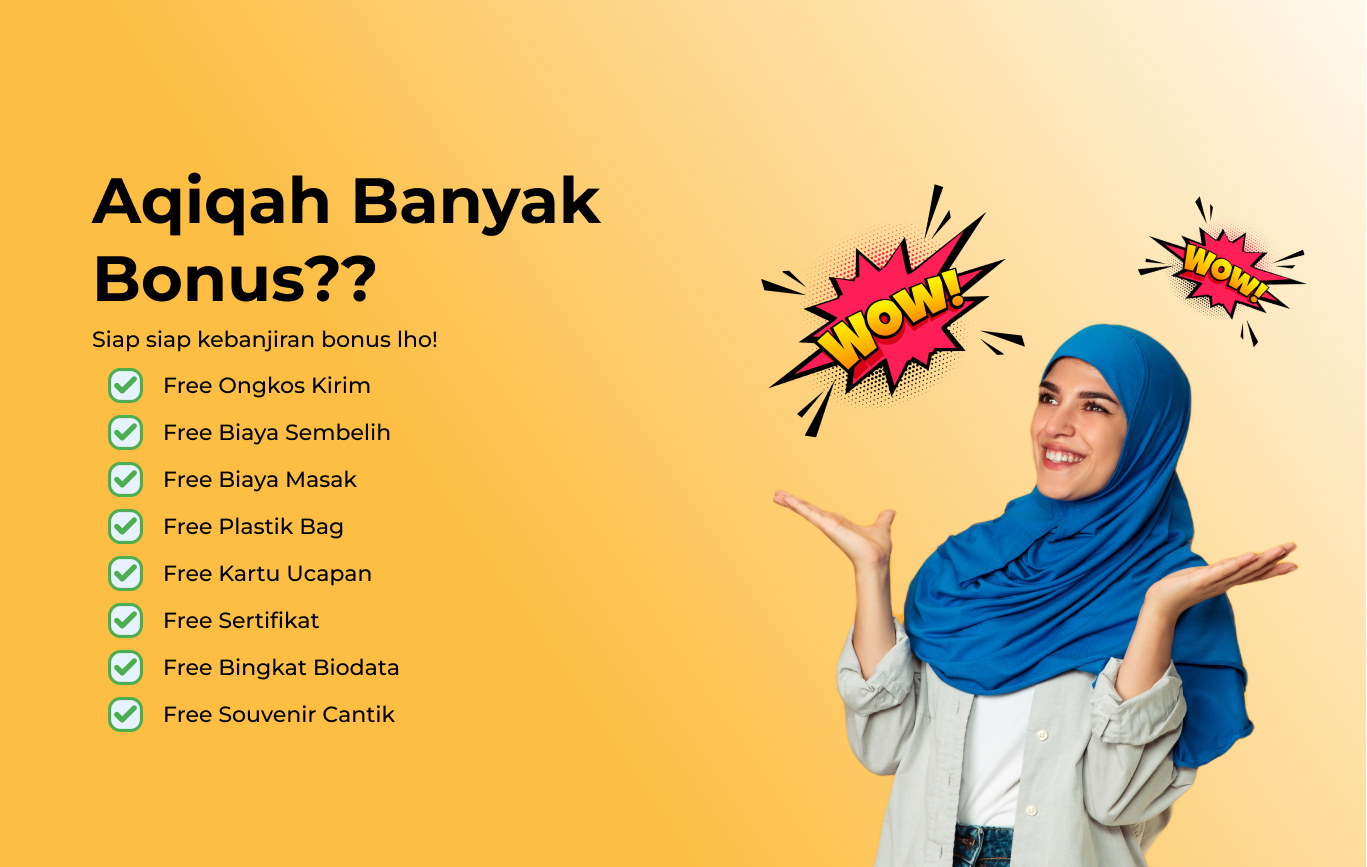 Aqiqah Banyak
Bonus??
Siap siap kebanjiran bonus lho!
Free Ongkos Kirim
Free Biaya Sembelih
Free Biaya Masak
Free Plastik Bag
Free Kartu Ucapan
Free Sertifikat
Free Bingkat Biodata
Free Souvenir Cantik
WOW!
WOW!